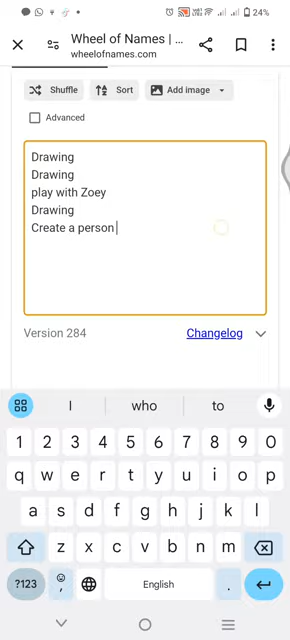 24%
Wheel of Names | ...
wheelofnames.com
Shuffle
Sort
Add image
Advanced
Drawing
Drawing
play with Zoey
Drawing
Create a person
Version 284
Changelog
I who to
1 2 3 4 5 6 7 8 9 0
q w e r t y u i o p
a s d f g h j k l
z x c v b n m
?123 , English .